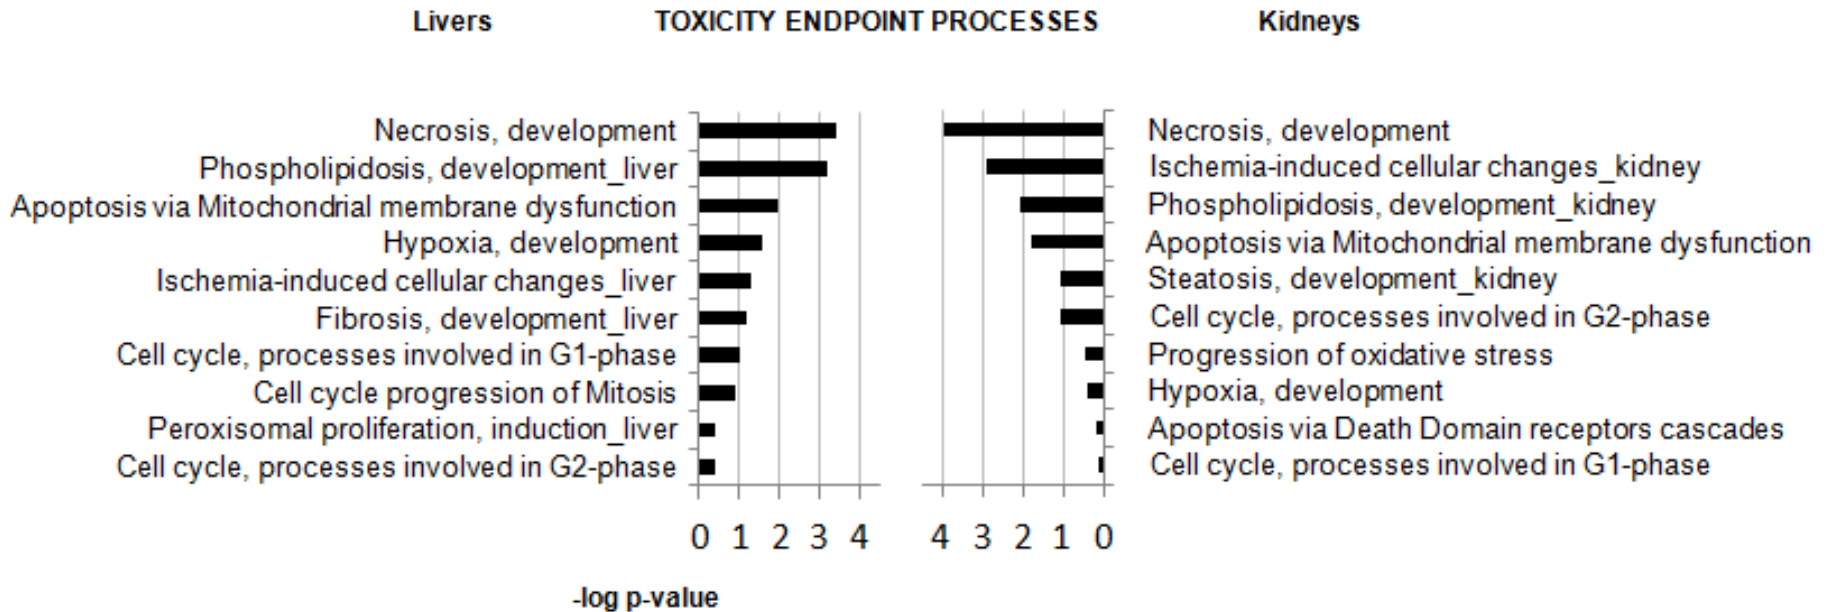 Livers TOXICITY ENDPOINT PROCESSES Kidneys
Necrosis, development
Phospholipidosis, development_liver
Apoptosis via Mitochondrial membrane dysfunction
Hypoxia, development
Ischemia-induced cellular changes_liver
Fibrosis, development_liver
Cell cycle, processes involved in G1-phase
Cell cycle progression of Mitosis
Peroxisomal proliferation, induction_liver
Cell cycle, processes involved in G2-phase
0 1 2 3 4
Necrosis, development
Ischemia-induced cellular changes_kidney
Phospholipidosis, development_kidney
Apoptosis via Mitochondrial membrane dysfunction
Steatosis, development_kidney
Cell cycle, processes involved in G2-phase
Progression of oxidative stress
Hypoxia, development
Apoptosis via Death Domain receptors cascades
Cell cycle, processes involved in G1-phase
4 3 2 1 0
-log p-value